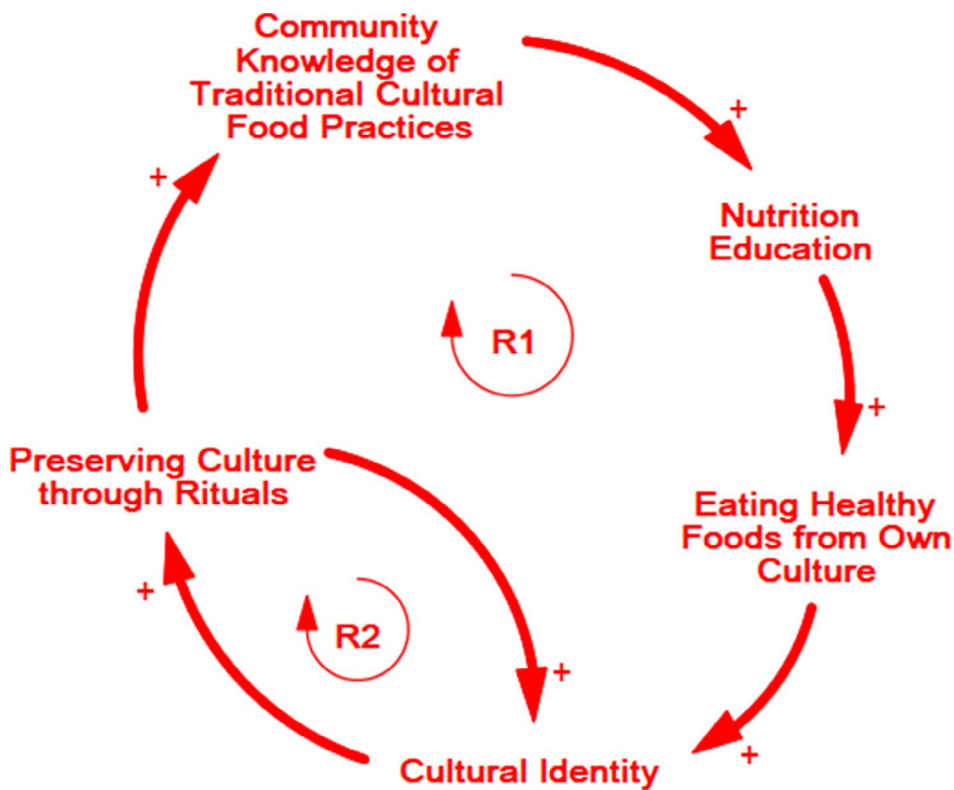 Community
Knowledge of
Traditional Cultural
Food Practices
+
+
Nutrition
Education
R1
+
Preserving Culture
through Rituals
Eating Healthy
Foods from Own
Culture
+
R2
+
+
Cultural Identity